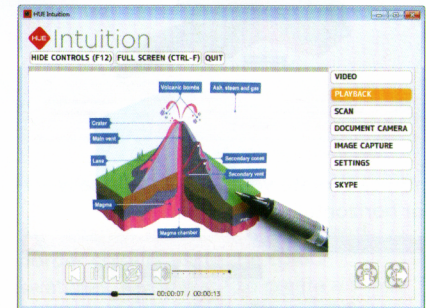 HUE Intuition
HUE Intuition
HIDE CONTROLS (F12) FULL SCREEN (CTRL-F) QUIT
VIDEO
PLAYBACK
SCAN
DOCUMENT CAMERA
IMAGE CAPTURE
SETTINGS
SKYPE
Volcanic bombs
Ash, steam and gas
Crater
Main vent
Lava
Secondary cones
Secondary vent
Magma
Magma chamber
00:00:07 / 00:00:15